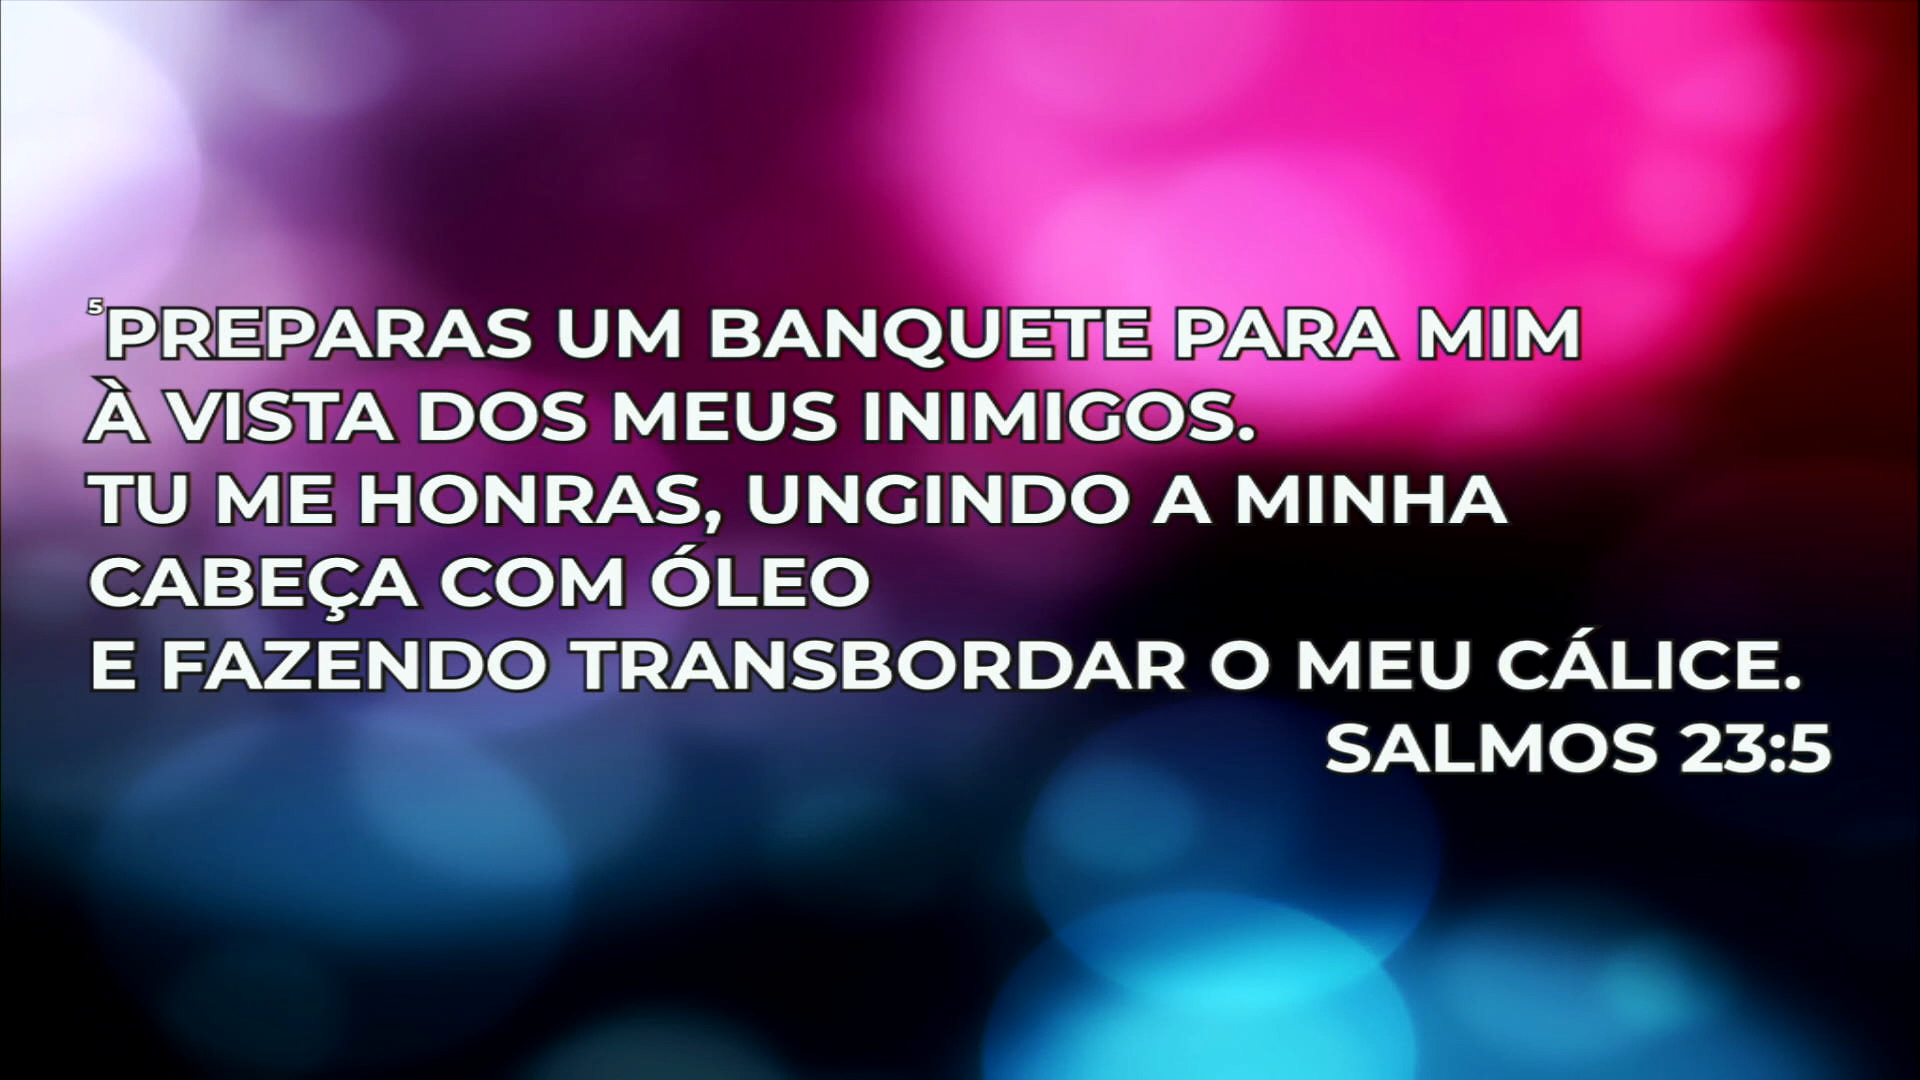 ⁵PREPARAS UM BANQUETE PARA MIM
À VISTA DOS MEUS INIMIGOS.
TU ME HONRAS, UNGINDO A MINHA
CABEÇA COM ÓLEO
E FAZENDO TRANSBORDAR O MEU CÁLICE.
SALMOS 23:5